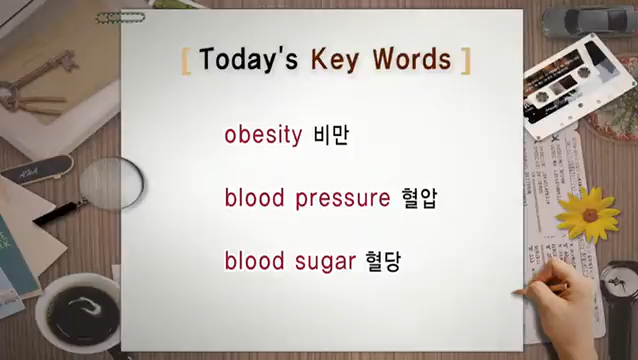 [ Today's Key Words ]
obesity 비만
blood pressure 혈압
blood sugar 혈당